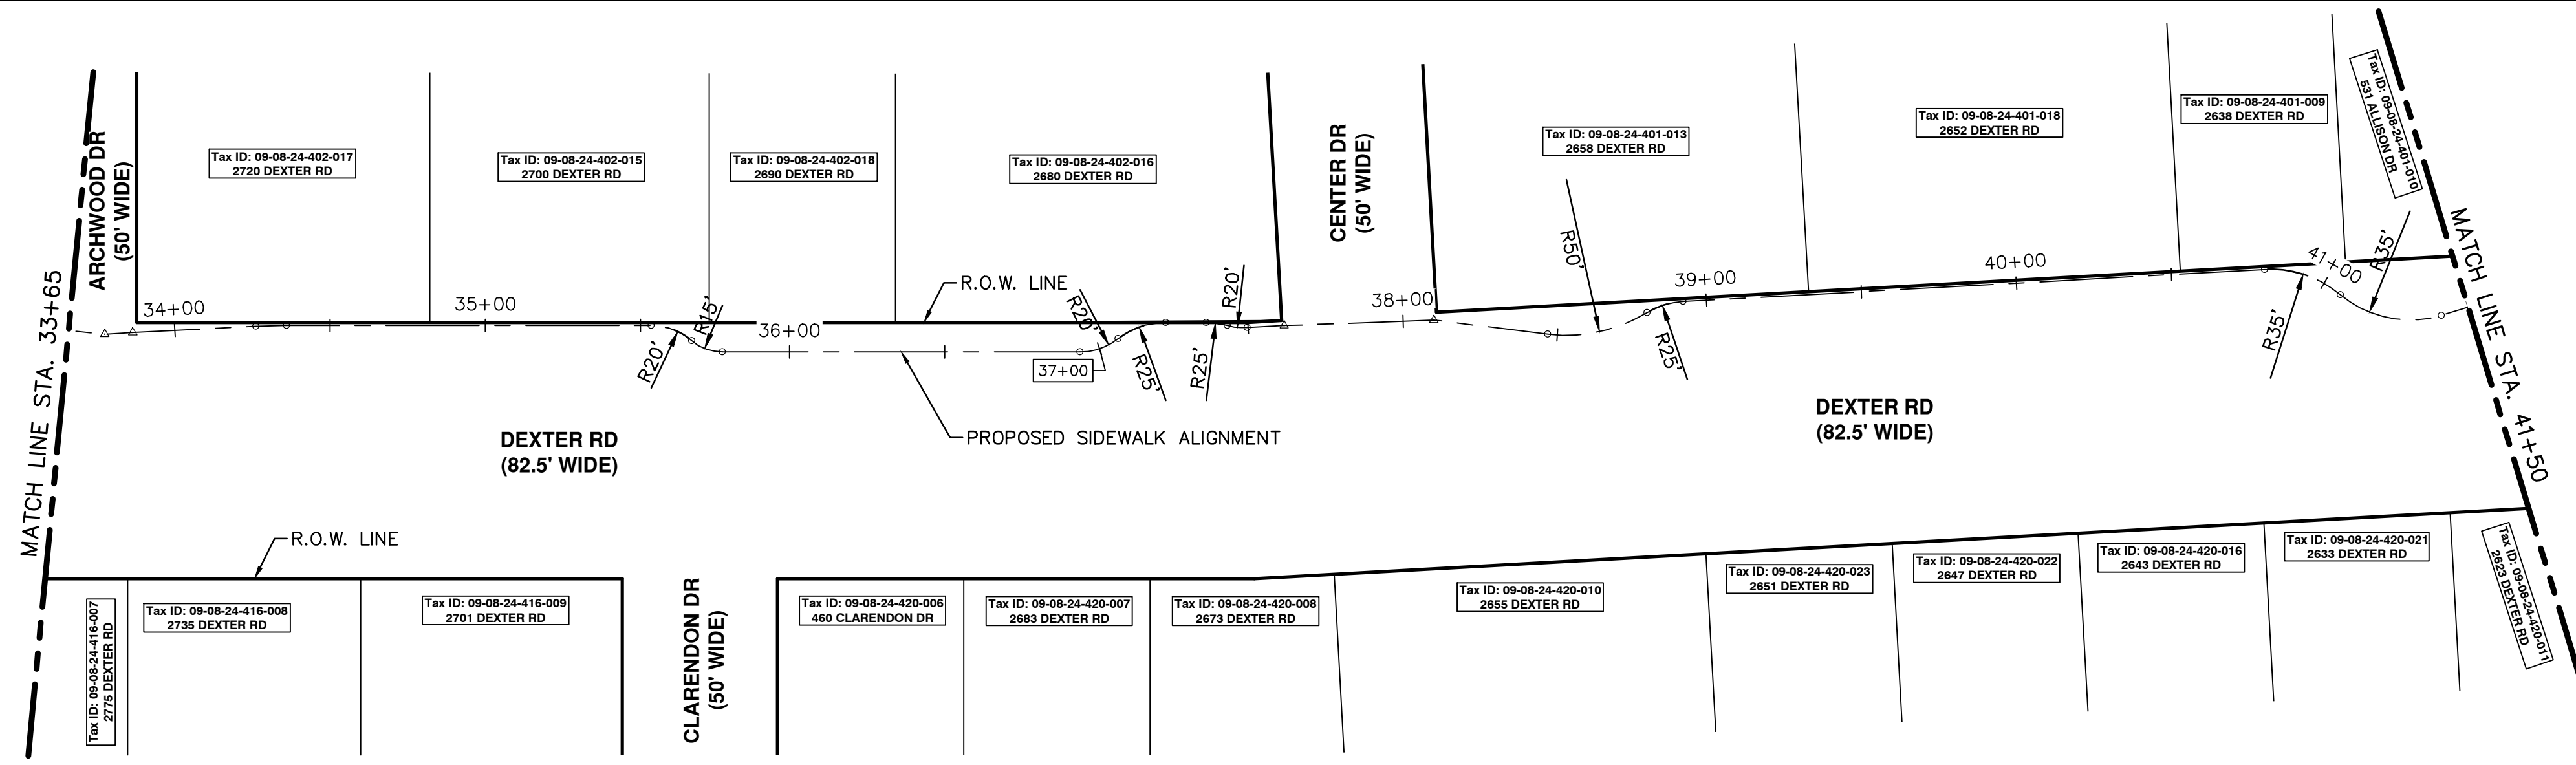 MATCH LINE STA. 33+65
ARCHWOOD DR
(50' WIDE)
Tax ID: 09-08-24-402-017
2720 DEXTER RD
Tax ID: 09-08-24-402-015
2700 DEXTER RD
Tax ID: 09-08-24-402-018
2690 DEXTER RD
Tax ID: 09-08-24-402-016
2680 DEXTER RD
CENTER DR
(50' WIDE)
Tax ID: 09-08-24-401-013
2658 DEXTER RD
Tax ID: 09-08-24-401-018
2652 DEXTER RD
Tax ID: 09-08-24-401-009
2638 DEXTER RD
Tax ID: 09-08-24-401-010
531 ALLISON DR
MATCH LINE STA. 41+50
34+00
35+00
R20'
R15'
36+00
R.O.W. LINE
R20'
37+00
R25'
R25'
R20'
38+00
R50'
R25'
39+00
40+00
41+00
R35'
R35'
PROPOSED SIDEWALK ALIGNMENT
DEXTER RD
(82.5' WIDE)
DEXTER RD
(82.5' WIDE)
R.O.W. LINE
Tax ID: 09-08-24-416-007
2775 DEXTER RD
Tax ID: 09-08-24-416-008
2735 DEXTER RD
Tax ID: 09-08-24-416-009
2701 DEXTER RD
CLARENDON DR
(50' WIDE)
Tax ID: 09-08-24-420-006
460 CLARENDON DR
Tax ID: 09-08-24-420-007
2683 DEXTER RD
Tax ID: 09-08-24-420-008
2673 DEXTER RD
Tax ID: 09-08-24-420-010
2655 DEXTER RD
Tax ID: 09-08-24-420-023
2651 DEXTER RD
Tax ID: 09-08-24-420-022
2647 DEXTER RD
Tax ID: 09-08-24-420-016
2643 DEXTER RD
Tax ID: 09-08-24-420-021
2633 DEXTER RD
Tax ID: 09-08-24-420-011
2623 DEXTER RD